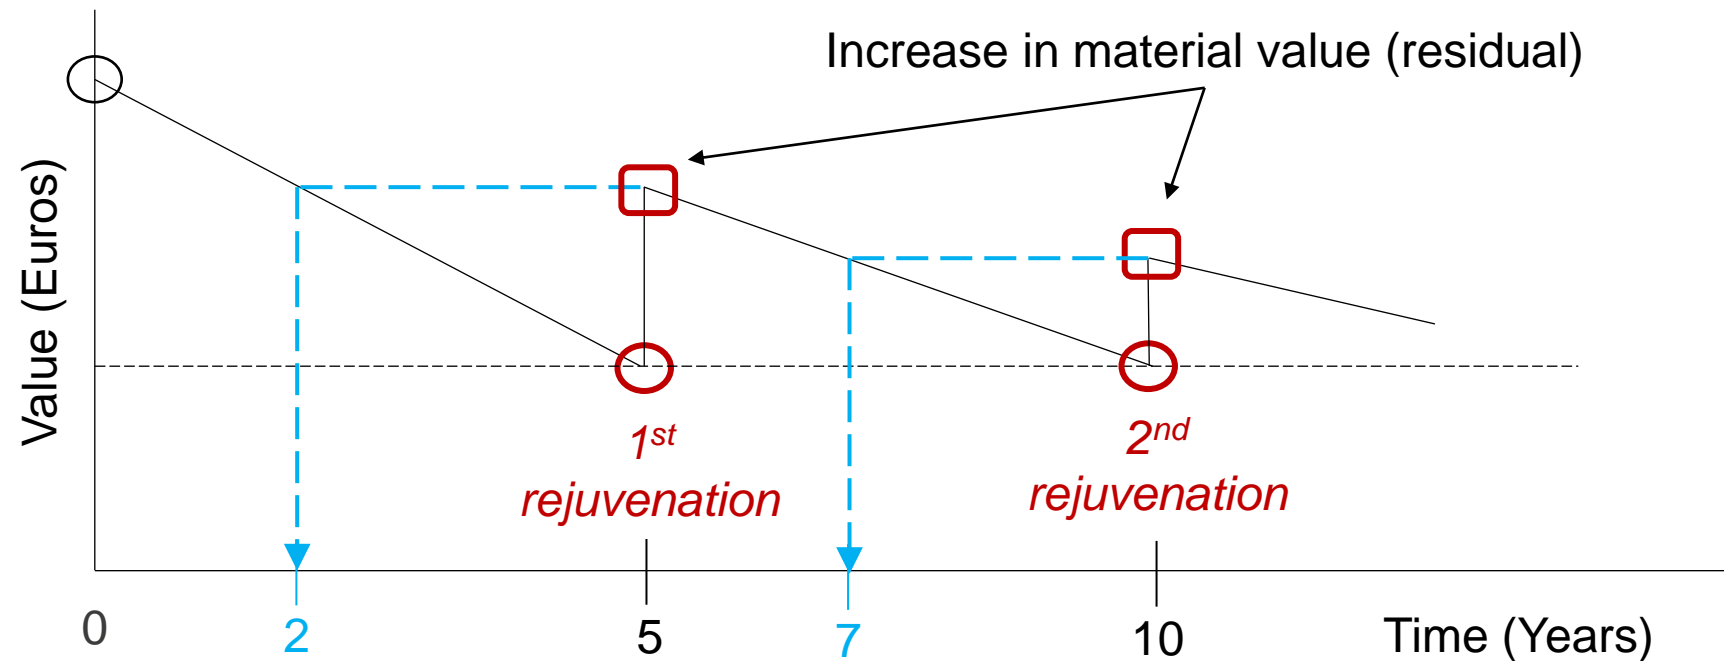 Increase in material value (residual)
Value (Euros)
1st
rejuvenation
2nd
rejuvenation
0
2
5
7
10
Time (Years)